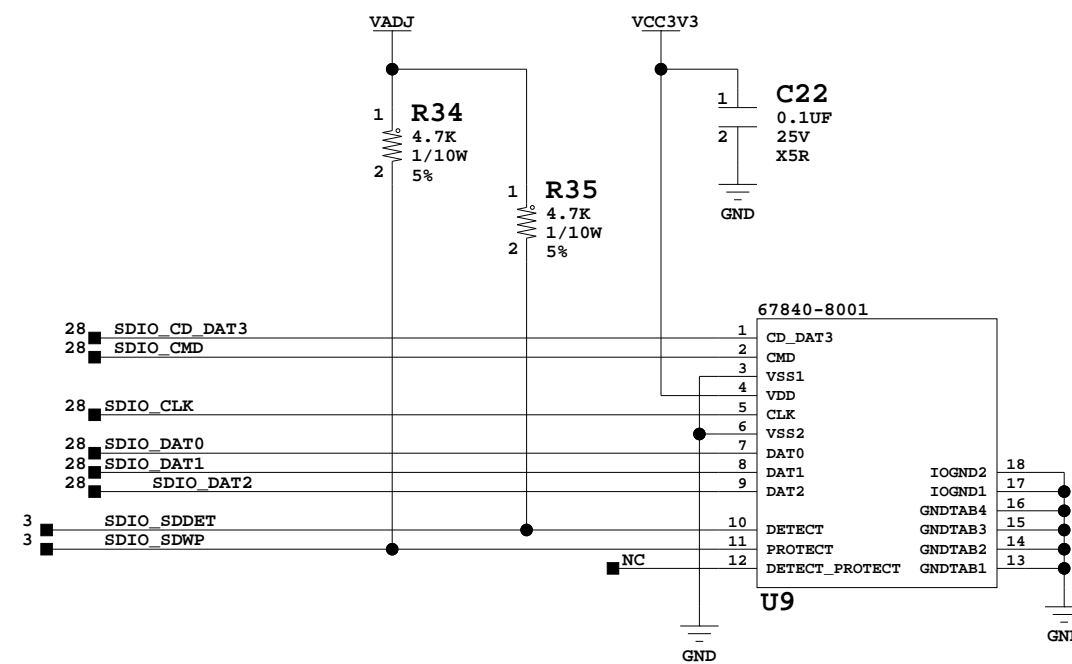 VADJ
VCC3V3
1
R34
4.7K
1/10W
2
5%
1
R35
4.7K
1/10W
2
5%
1
C22
0.1UF
2
25V
X5R
GND
67840-8001
28 SDIO_CD_DAT3 1 CD_DAT3
28 SDIO_CMD 2 CMD
3 VSS1
4 VDD
28 SDIO_CLK 5 CLK
6 VSS2
28 SDIO_DAT0 7 DAT0
28 SDIO_DAT1 8 DAT1 IOGND2 18
28 SDIO_DAT2 9 DAT2 IOGND1 17
GNDTAB4 16
3 SDIO_SDDET 10 DETECT GNDTAB3 15
3 SDIO_SDWP 11 PROTECT GNDTAB2 14
NC 12 DETECT_PROTECT GNDTAB1 13
U9
GND
GND